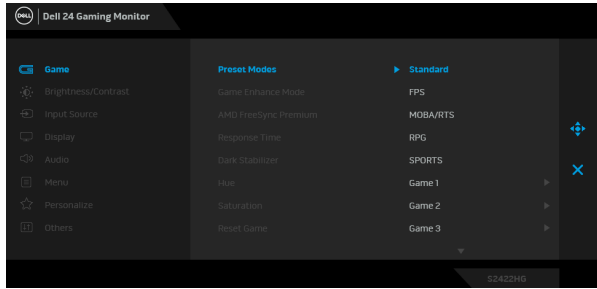 DELL Dell 24 Gaming Monitor
Game Preset Modes Standard
Brightness/Contrast Game Enhance Mode FPS
Input Source AMD FreeSync Premium MOBA/RTS
Display Response Time RPG
Audio Dark Stabilizer SPORTS
Menu Hue Game 1
Personalize Saturation Game 2
Others Reset Game Game 3
S2422HG